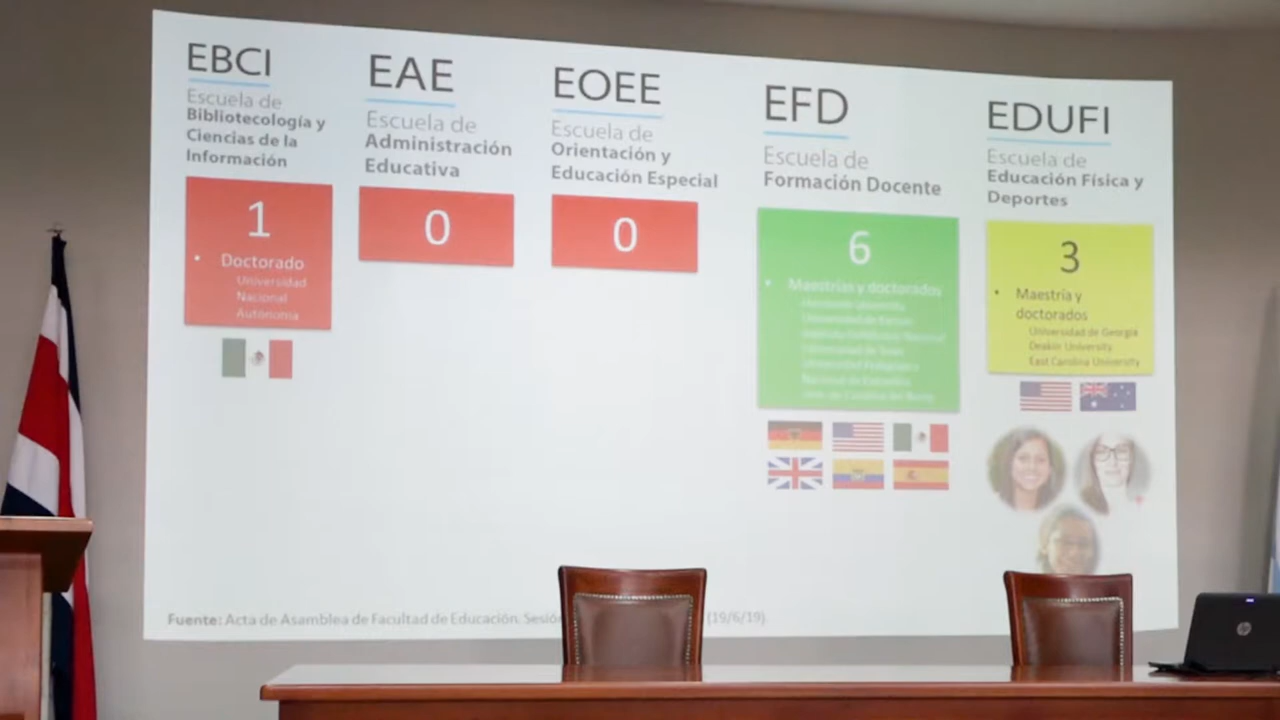 EBCI
Escuela de
Bibliotecología y
Ciencias de la
Información
1
• Doctorado
Universidad
Nacional
Autónoma
EAE
Escuela de
Administración
Educativa
0
EOEE
Escuela de
Orientación y
Educación Especial
0
EFD
Escuela de
Formación Docente
6
• Maestrías y doctorados
EDUFI
Escuela de
Educación Física y
Deportes
3
• Maestría y
doctorados
Universidad de Georgia
Deakin University
East Carolina University
Fuente: Acta de Asamblea de Facultad de Educación. (19/6/19)
hp